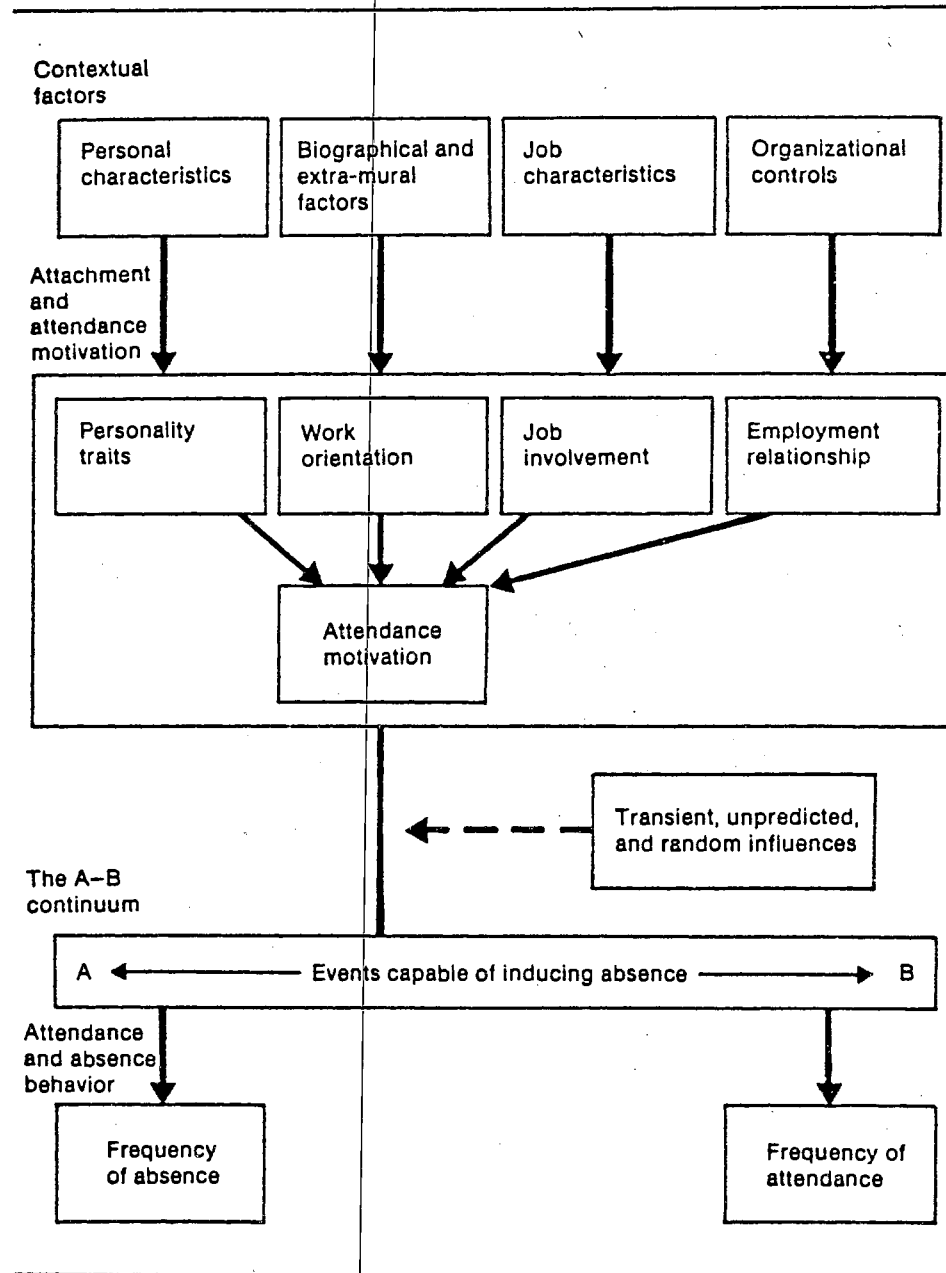 Contextual
factors
Personal
characteristics
Biographical and
extra-mural
factors
Job
characteristics
Organizational
controls
Attachment
and
attendance
motivation
Personality
traits
Work
orientation
Job
involvement
Employment
relationship
Attendance
motivation
Transient, unpredicted,
and random influences
The A–B
continuum
A
Events capable of inducing absence
B
Attendance
and absence
behavior
Frequency
of absence
Frequency of
attendance